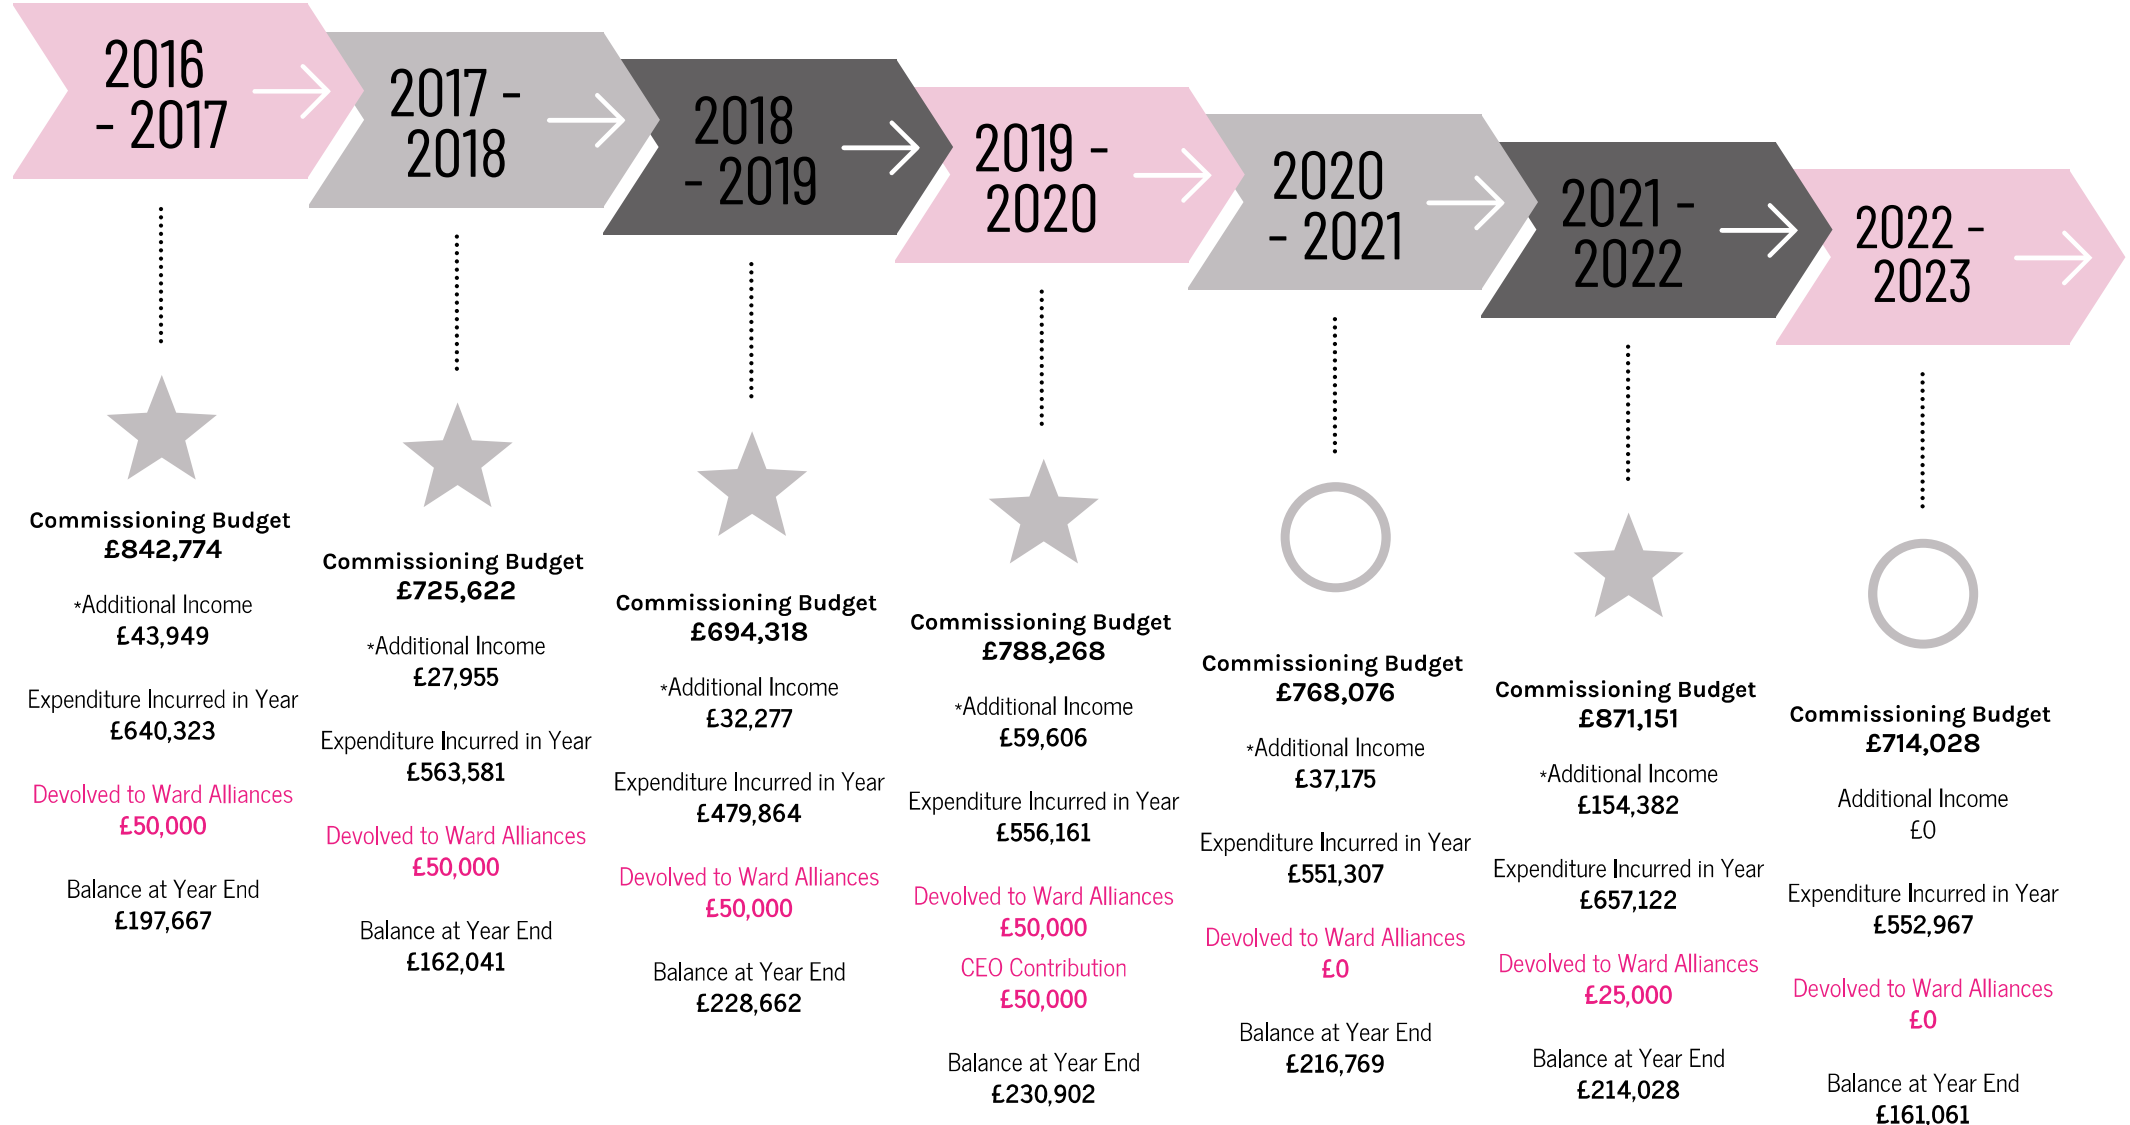 2016
- 2017
2017 -
2018
2018
- 2019
2019 -
2020
2020
- 2021
2021 -
2022
2022 -
2023
Commissioning Budget
£842,774
*Additional Income
£43,949
Expenditure Incurred in Year
£640,323
Devolved to Ward Alliances
£50,000
Balance at Year End
£197,667
Commissioning Budget
£725,622
*Additional Income
£27,955
Expenditure Incurred in Year
£563,581
Devolved to Ward Alliances
£50,000
Balance at Year End
£162,041
Commissioning Budget
£694,318
*Additional Income
£32,277
Expenditure Incurred in Year
£479,864
Devolved to Ward Alliances
£50,000
Balance at Year End
£228,662
Commissioning Budget
£788,268
*Additional Income
£59,606
Expenditure Incurred in Year
£556,161
Devolved to Ward Alliances
£50,000
CEO Contribution
£50,000
Balance at Year End
£230,902
Commissioning Budget
£768,076
*Additional Income
£37,175
Expenditure Incurred in Year
£551,307
Devolved to Ward Alliances
£0
Balance at Year End
£216,769
Commissioning Budget
£871,151
*Additional Income
£154,382
Expenditure Incurred in Year
£657,122
Devolved to Ward Alliances
£25,000
Balance at Year End
£214,028
Commissioning Budget
£714,028
Additional Income
£0
Expenditure Incurred in Year
£552,967
Devolved to Ward Alliances
£0
Balance at Year End
£161,061